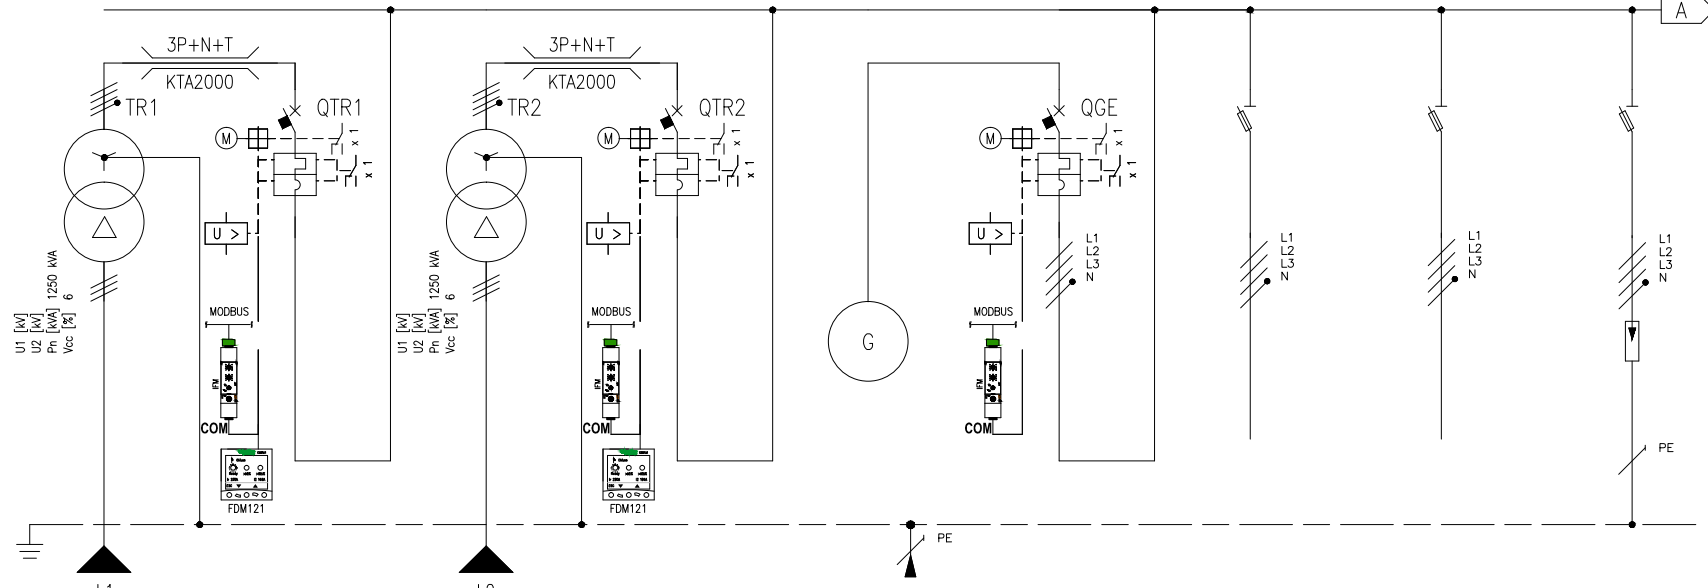 A
3P+N+T
KTA2000
TR1
QTR1
M
x 1
x 1
U >
U1 [kV]
U2 [kV]
Pn [kVA] 1250 kVA
Vcc [%] 6
MODBUS
IFM
COM
FDM121
3P+N+T
KTA2000
TR2
QTR2
M
x 1
x 1
U >
U1 [kV]
U2 [kV]
Pn [kVA] 1250 kVA
Vcc [%] 6
MODBUS
IFM
COM
FDM121
QGE
M
x 1
x 1
U >
G
MODBUS
IFM
COM
L1
L2
L3
N
L1
L2
L3
N
L1
L2
L3
N
L1
L2
L3
N
PE
PE